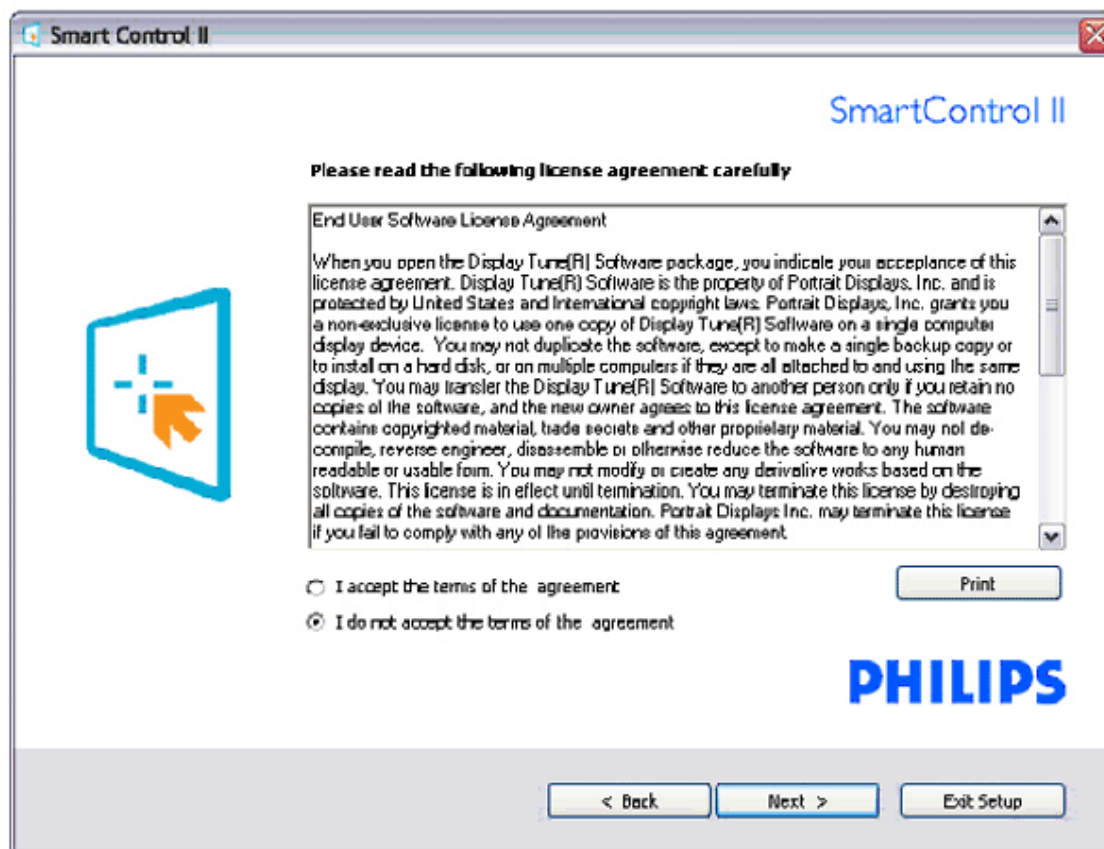 Smart Control II
SmartControl II
Please read the following license agreement carefully
End User Software License Agreement
When you open the Display Tune(R) Software package, you indicate your acceptance of this
license agreement. Display Tune(R) Software is the property of Portrait Displays, Inc. and is
protected by United States and International copyright laws. Portrait Displays, Inc. grants you
a non-exclusive license to use one copy of Display Tune(R) Software on a single computer
display device.  You may not duplicate the software, except to make a single backup copy or
to install on a hard disk, or on multiple computers if they are all attached to and using the same
display. You may transfer the Display Tune(R) Software to another person only if you retain no
copies of the software, and the new owner agrees to this license agreement. The software
contains copyrighted material, trade secrets and other proprietary material. You may not de-
compile, reverse engineer, disassemble or otherwise reduce the software to any human
readable or usable form. You may not modify or create any derivative works based on the
software. This license is in effect until termination. You may terminate this license by destroying
all copies of the software and documentation. Portrait Displays Inc. may terminate this license
if you fail to comply with any of the provisions of this agreement.
I accept the terms of the agreement
Print
I do not accept the terms of the agreement
PHILIPS
< Back
Next >
Exit Setup